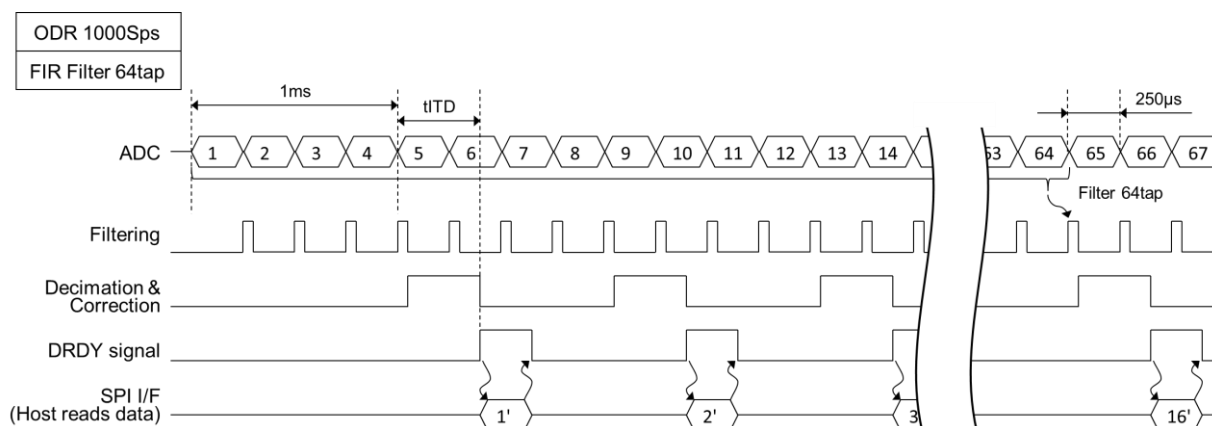 ODR 1000Sps
FIR Filter 64tap
1ms
tITD
250µs
ADC
1 2 3 4 5 6 7 8 9 10 11 12 13 14 63 64 65 66 67
Filter 64tap
Filtering
Decimation &
Correction
DRDY signal
SPI I/F
(Host reads data)
1' 2' 3 16'